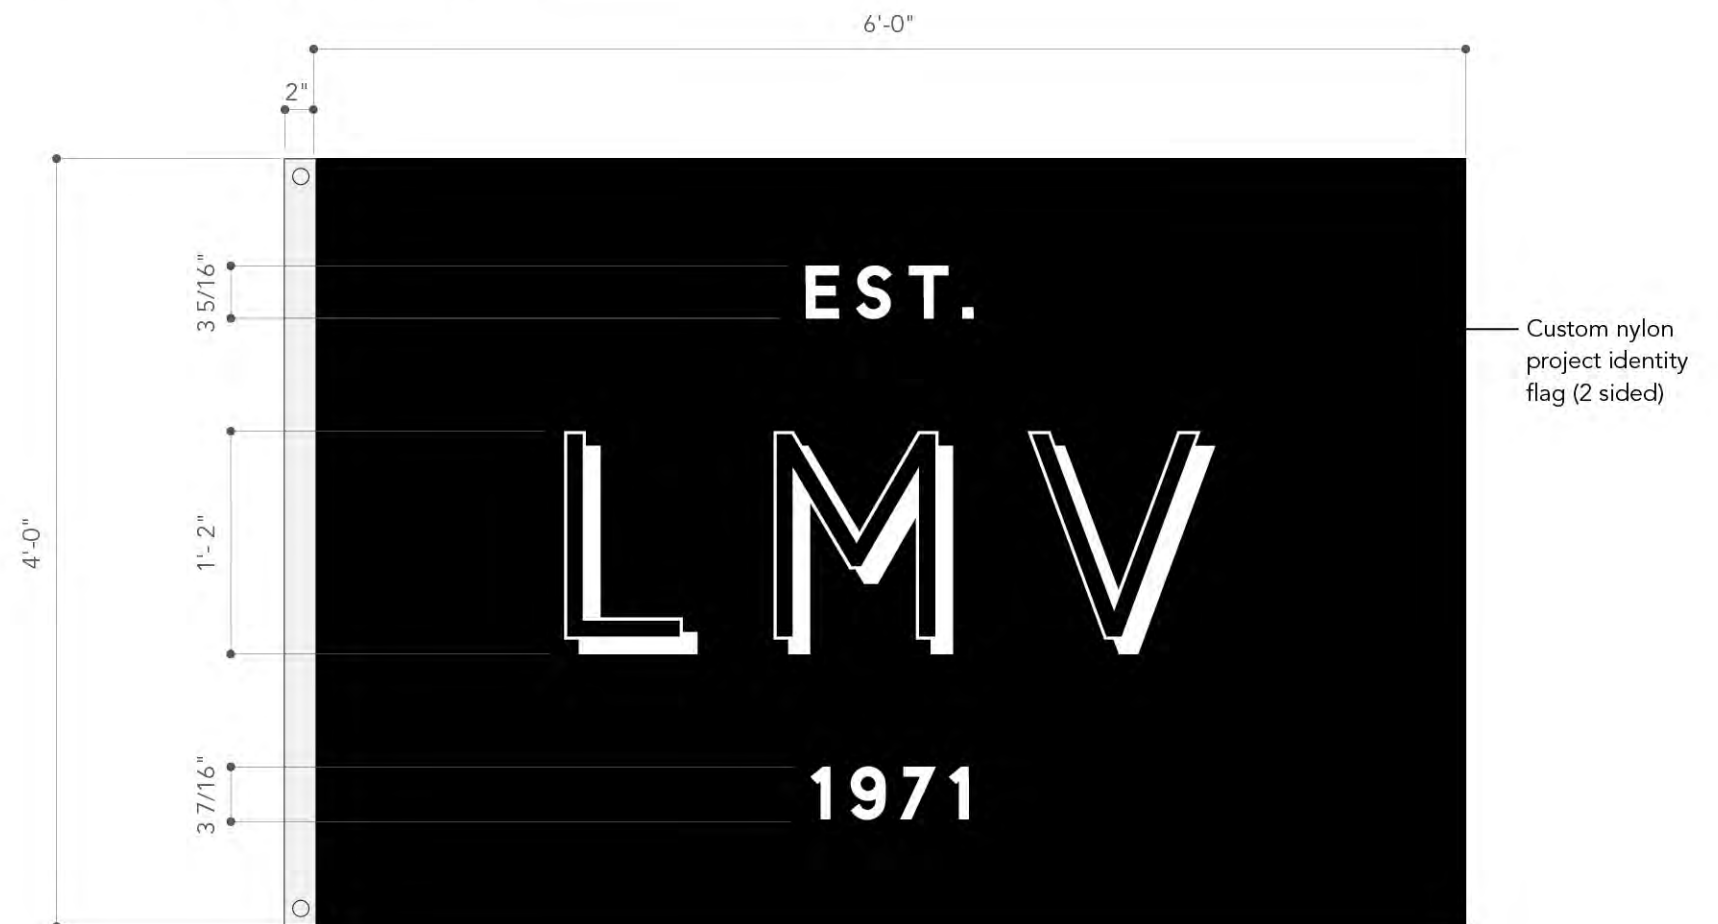 6'-0"
2"
3 5/16"
EST.
Custom nylon
project identity
flag (2 sided)
4'-0"
1'- 2"
LMV
3 7/16"
1971